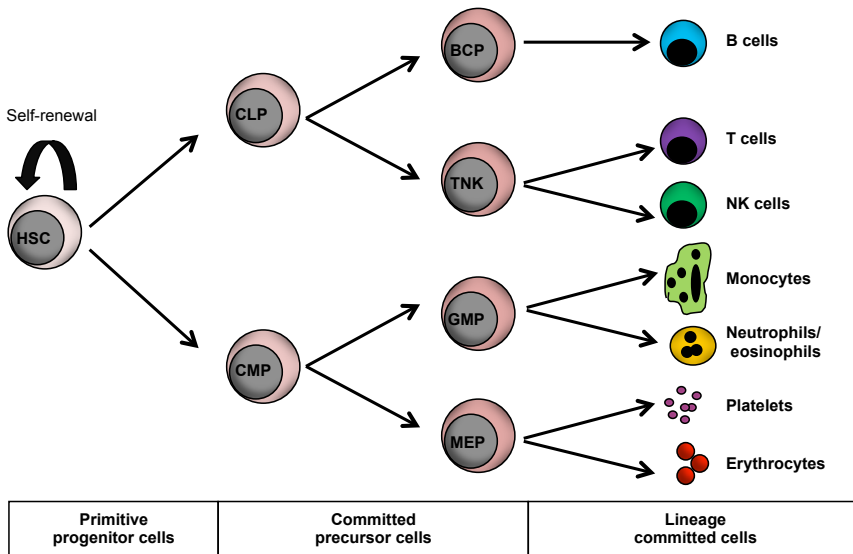 BCP
B cells
CLP
Self-renewal
T cells
TNK
NK cells
HSC
Monocytes
GMP
Neutrophils/
eosinophils
CMP
Platelets
MEP
Erythrocytes
Primitive
progenitor cells
Committed
precursor cells
Lineage
committed cells